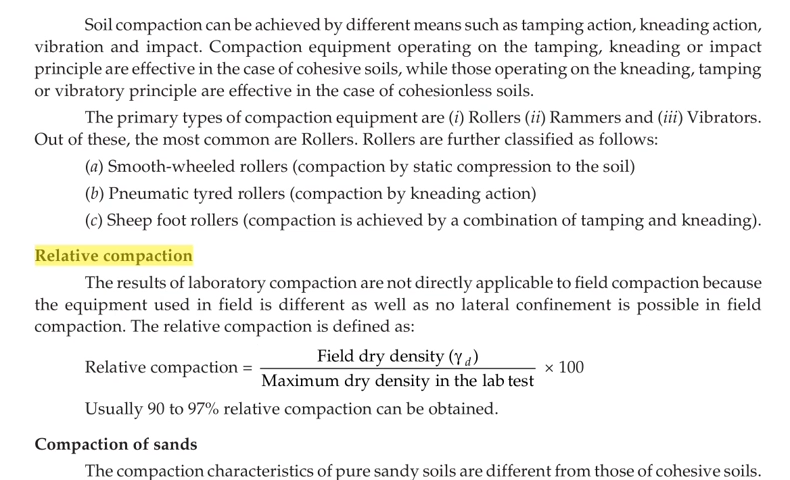 Soil compaction can be achieved by different means such as tamping action, kneading action,
vibration and impact. Compaction equipment operating on the tamping, kneading or impact
principle are effective in the case of cohesive soils, while those operating on the kneading, tamping
or vibratory principle are effective in the case of cohesionless soils.
The primary types of compaction equipment are (i) Rollers (ii) Rammers and (iii) Vibrators.
Out of these, the most common are Rollers. Rollers are further classified as follows:
(a) Smooth-wheeled rollers (compaction by static compression to the soil)
(b) Pneumatic tyred rollers (compaction by kneading action)
(c) Sheep foot rollers (compaction is achieved by a combination of tamping and kneading).
Relative compaction
The results of laboratory compaction are not directly applicable to field compaction because
the equipment used in field is different as well as no lateral confinement is possible in field
compaction. The relative compaction is defined as:
Relative compaction = Field dry density (γd) / Maximum dry density in the lab test × 100
Usually 90 to 97% relative compaction can be obtained.
Compaction of sands
The compaction characteristics of pure sandy soils are different from those of cohesive soils.